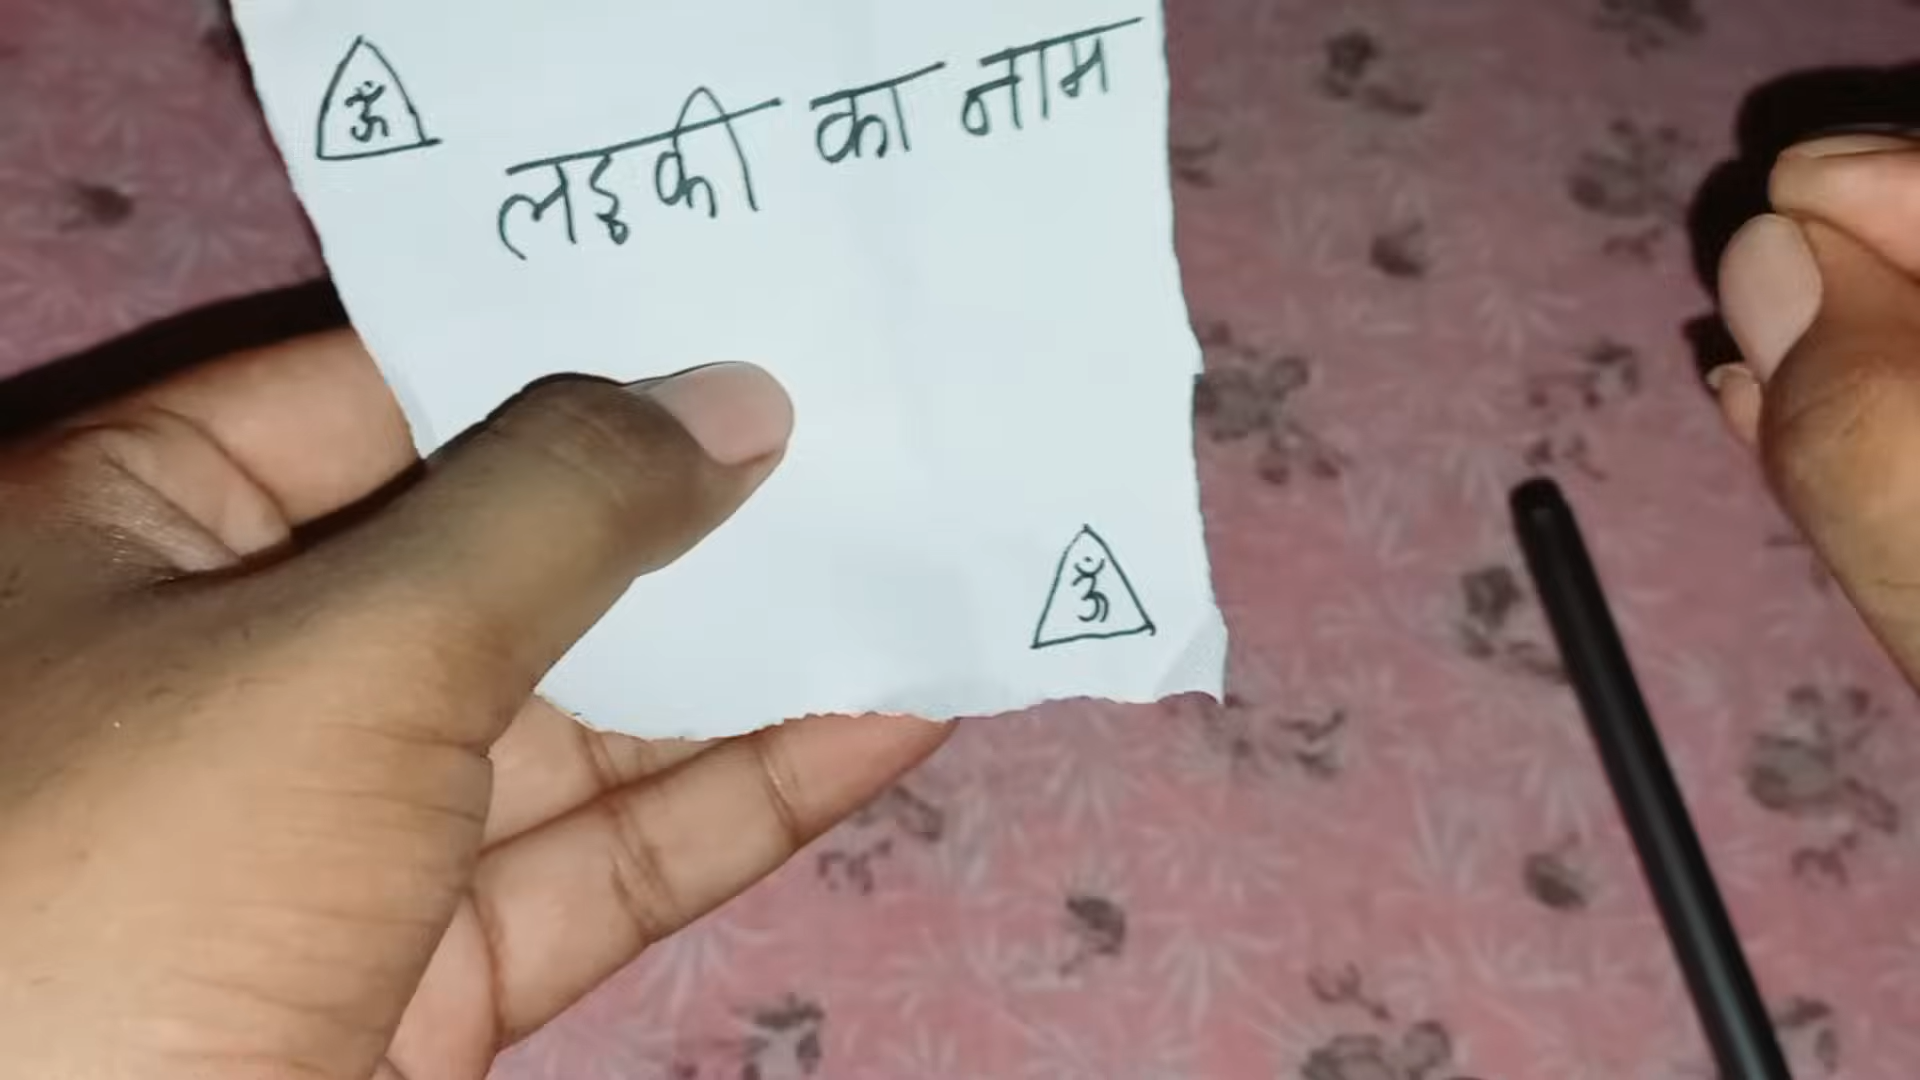 ॐ
लड़की का नाम
ॐ